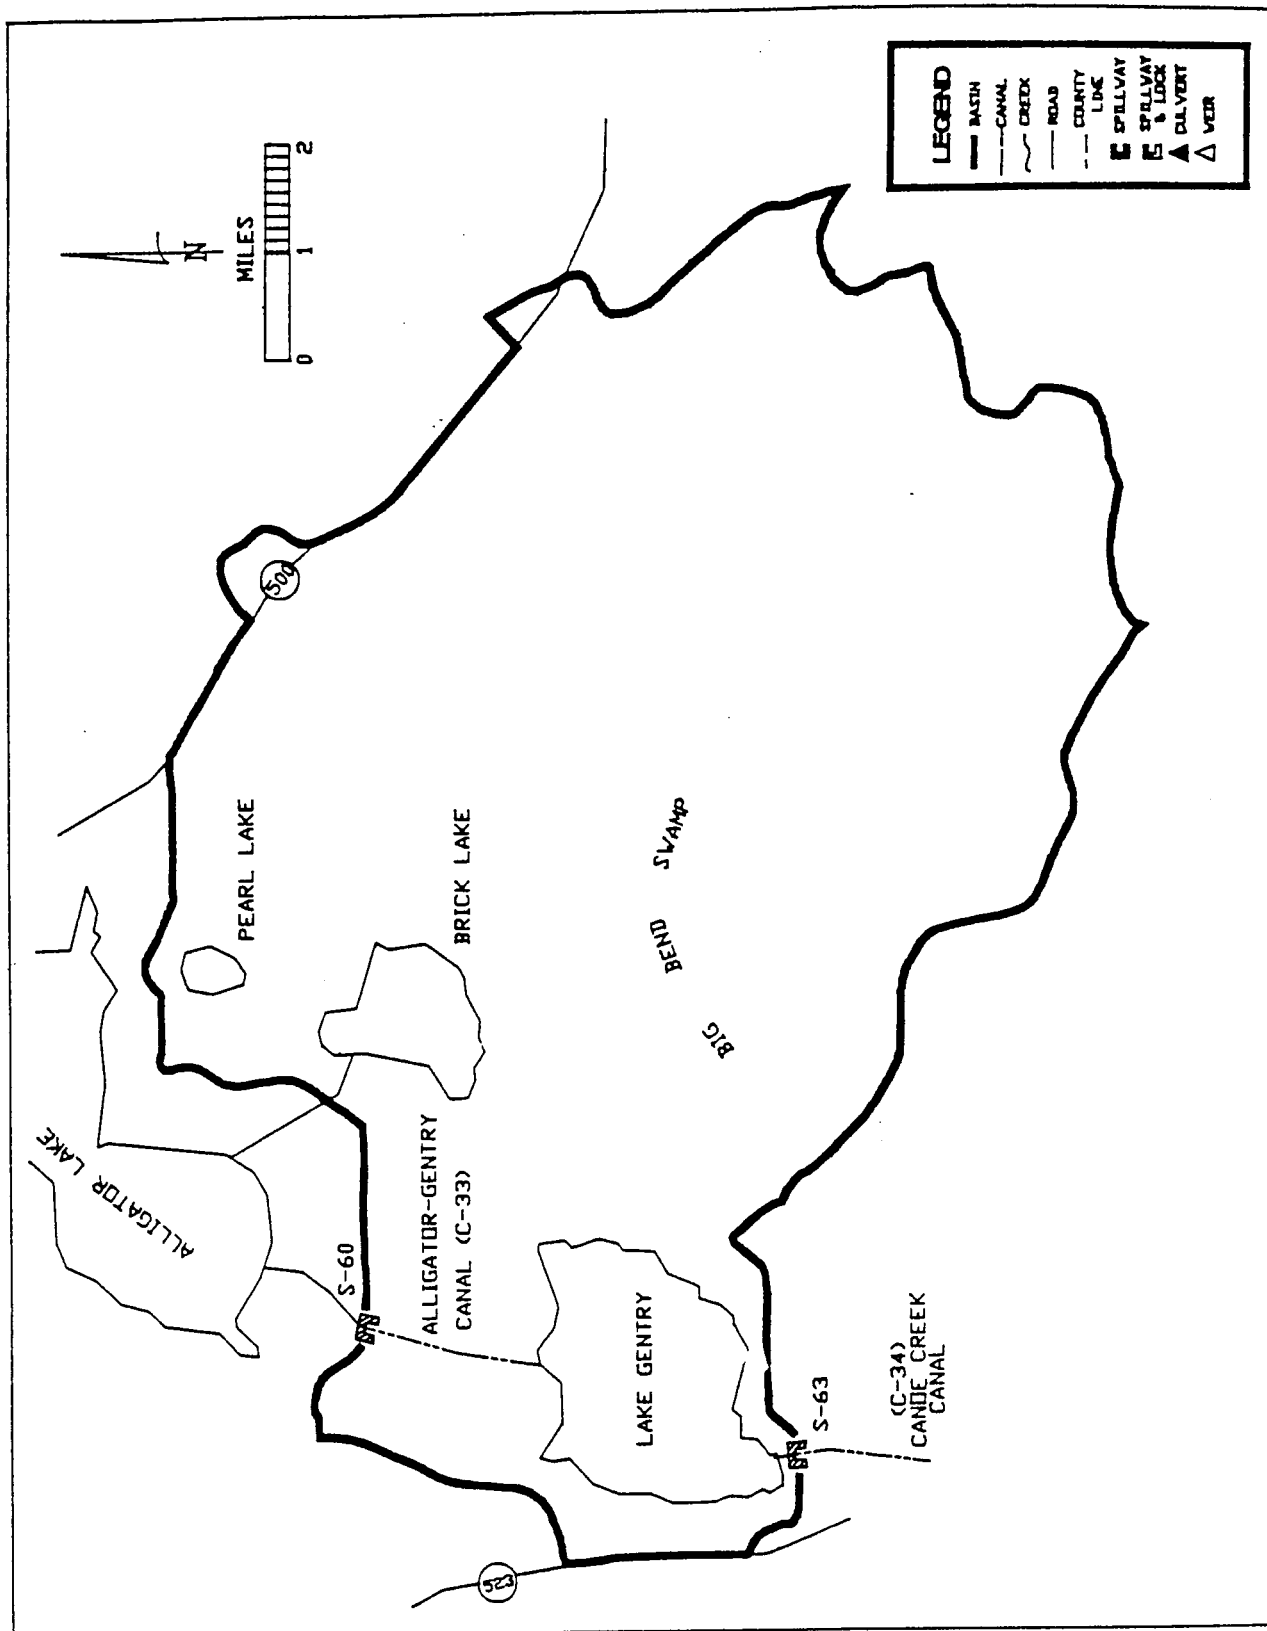 N
MILES
0 1 2
LEGEND
BASIN
CANAL
CREEK
ROAD
COUNTY
LINE
SPILLWAY
SPILLWAY
& LOCK
CULVERT
WEIR
500
PEARL LAKE
BRICK LAKE
ALLIGATOR LAKE
S-60
ALLIGATOR-GENTRY
CANAL (C-33)
BIG BEND SWAMP
LAKE GENTRY
S-63
(C-34)
CANOE CREEK
CANAL
523